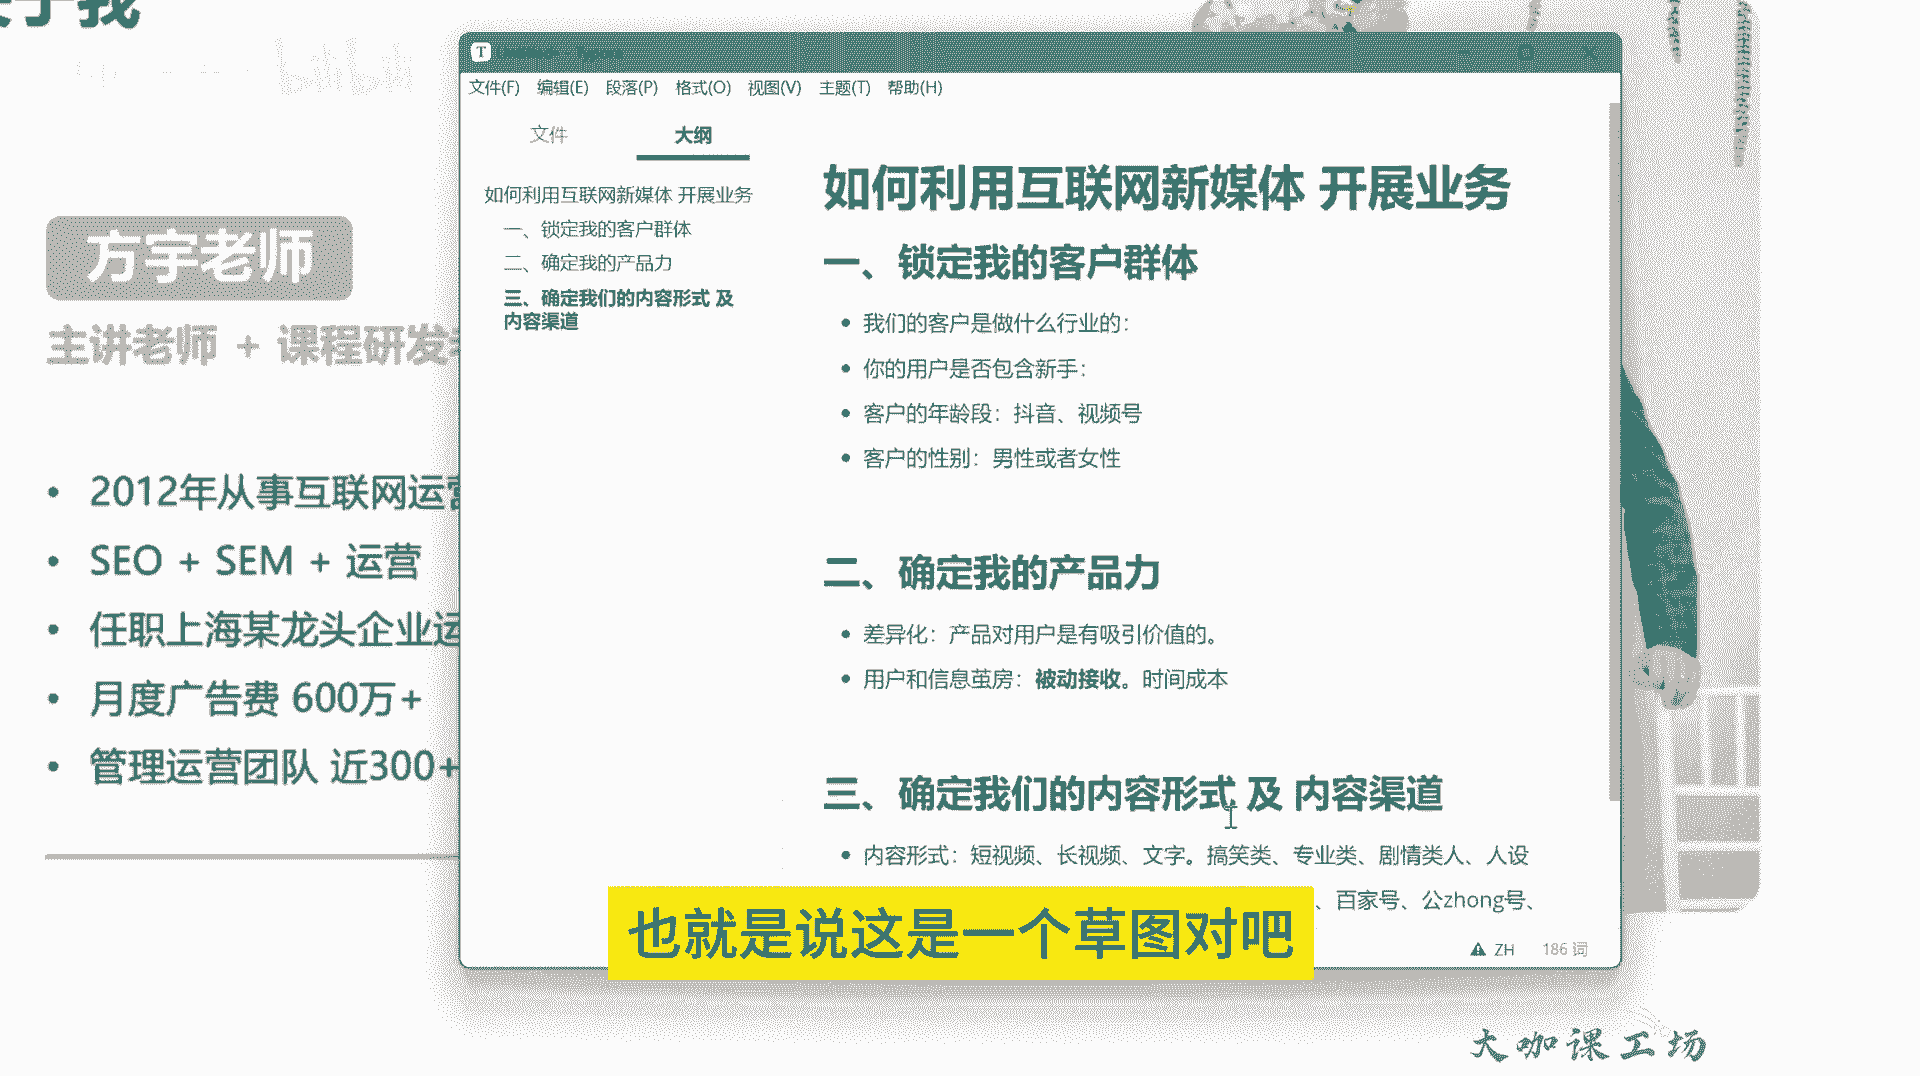 于我
bilibili
方宇老师
主讲老师 + 课程研发
2012年从事互联网运营
SEO + SEM + 运营
任职上海某龙头企业运
月度广告费 600万+
管理运营团队 近300+
T
文件(F) 编辑(E) 段落(P) 格式(O) 视图(V) 主题(T) 帮助(H)
文件 大纲
如何利用互联网新媒体 开展业务
一、锁定我的客户群体
二、确定我的产品力
三、确定我们的内容形式 及
内容渠道
如何利用互联网新媒体 开展业务
一、锁定我的客户群体
我们的客户是做什么行业的：
你的用户是否包含新手：
客户的年龄段：抖音、视频号
客户的性别：男性或者女性
二、确定我的产品力
差异化：产品对用户是有吸引价值的。
用户和信息茧房：被动接收。时间成本
三、确定我们的内容形式 及 内容渠道
内容形式：短视频、长视频、文字。搞笑类、专业类、剧情类人、人设
、百家号、公zhong号、
也就是说这是一个草图对吧
ZH 186 词
大咖课工场